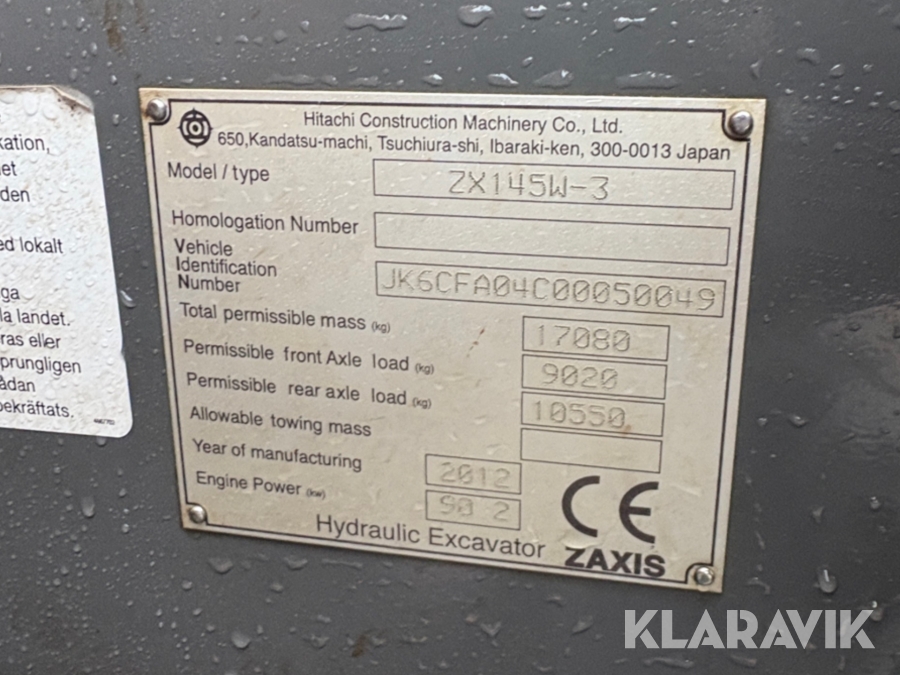 kation,
et
den
ed lokalt
ga
la landet.
ras eller
prungligen
ådan
ekräftats.
Hitachi Construction Machinery Co., Ltd.
650,Kandatsu-machi, Tsuchiura-shi, Ibaraki-ken, 300-0013 Japan
Model / type ZX145W-3
Homologation Number
Vehicle
Identification
Number JK6CFA04C00050049
Total permissible mass (kg) 17080
Permissible front Axle load (kg) 9020
Permissible rear axle load (kg) 10550
Allowable towing mass
Year of manufacturing 2012
Engine Power (kw) 90 2
CE
Hydraulic Excavator ZAXIS
KLARAVIK